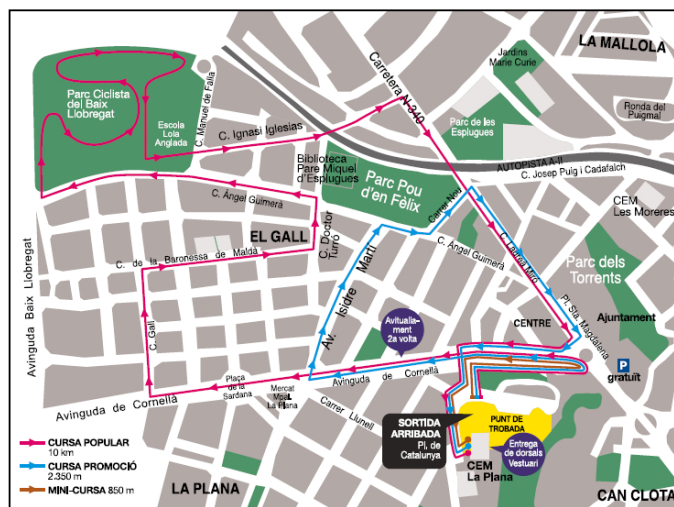 LA MALLOLA
Jardins
Marie Curie
Carretera N-340
Parc Ciclista
del Baix
Llobregat
C. Manuel de Falla
Escola
Lola
Anglada
C. Ignasi Iglesias
Parc de les
Esplugues
Ronda del
Puigmal
Biblioteca
Pare Miquel
d'Esplugues
AUTOPISTA A-II
C. Josep Puig i Cadafalch
Parc Pou
d'en Fèlix
Carrer Nou
CEM
Les Moreres
C. Àngel Guimerà
EL GALL
C. Doctor
Turró
C. de la Baronessa de Maldà
Av. Isidre Martí
C. Àngel Guimerà
C. Laureà Miró
Parc dels
Torrents
Avinguda Baix Llobregat
C. Gall
Avituallament
2a volta
CENTRE
Pl. Sta. Magdalena
Ajuntament
P
gratuït
Plaça
de la
Sardana
Mercat
Mpal.
La Plana
Avinguda de Cornellà
Avinguda de Cornellà
Carrer Llunell
SORTIDA
ARRIBADA
Pl. de
Catalunya
PUNT DE
TROBADA
Entrega
de dorsals
Vestuari
CEM
La Plana
CURSA POPULAR
10 km
CURSA PROMOCIÓ
2.350 m
MINI-CURSA 850 m
LA PLANA
CAN CLOTA